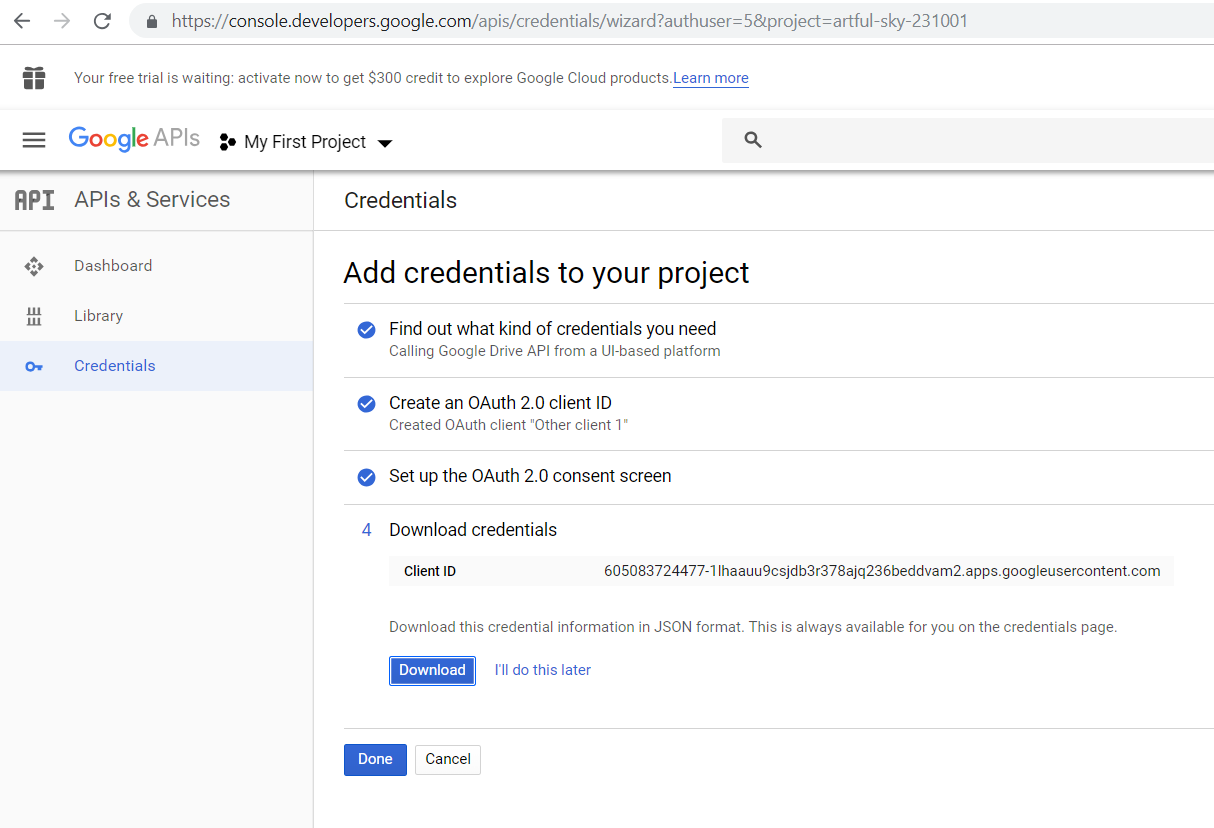 https://console.developers.google.com/apis/credentials/wizard?authuser=5&project=artful-sky-231001
Your free trial is waiting: activate now to get $300 credit to explore Google Cloud products. Learn more
Google APIs My First Project
API APIs & Services
Credentials
Dashboard
Library
Credentials
Add credentials to your project
Find out what kind of credentials you need
Calling Google Drive API from a UI-based platform
Create an OAuth 2.0 client ID
Created OAuth client "Other client 1"
Set up the OAuth 2.0 consent screen
4 Download credentials
Client ID 605083724477-1lhaauu9csjdb3r378ajq236beddvam2.apps.googleusercontent.com
Download this credential information in JSON format. This is always available for you on the credentials page.
Download I'll do this later
Done Cancel